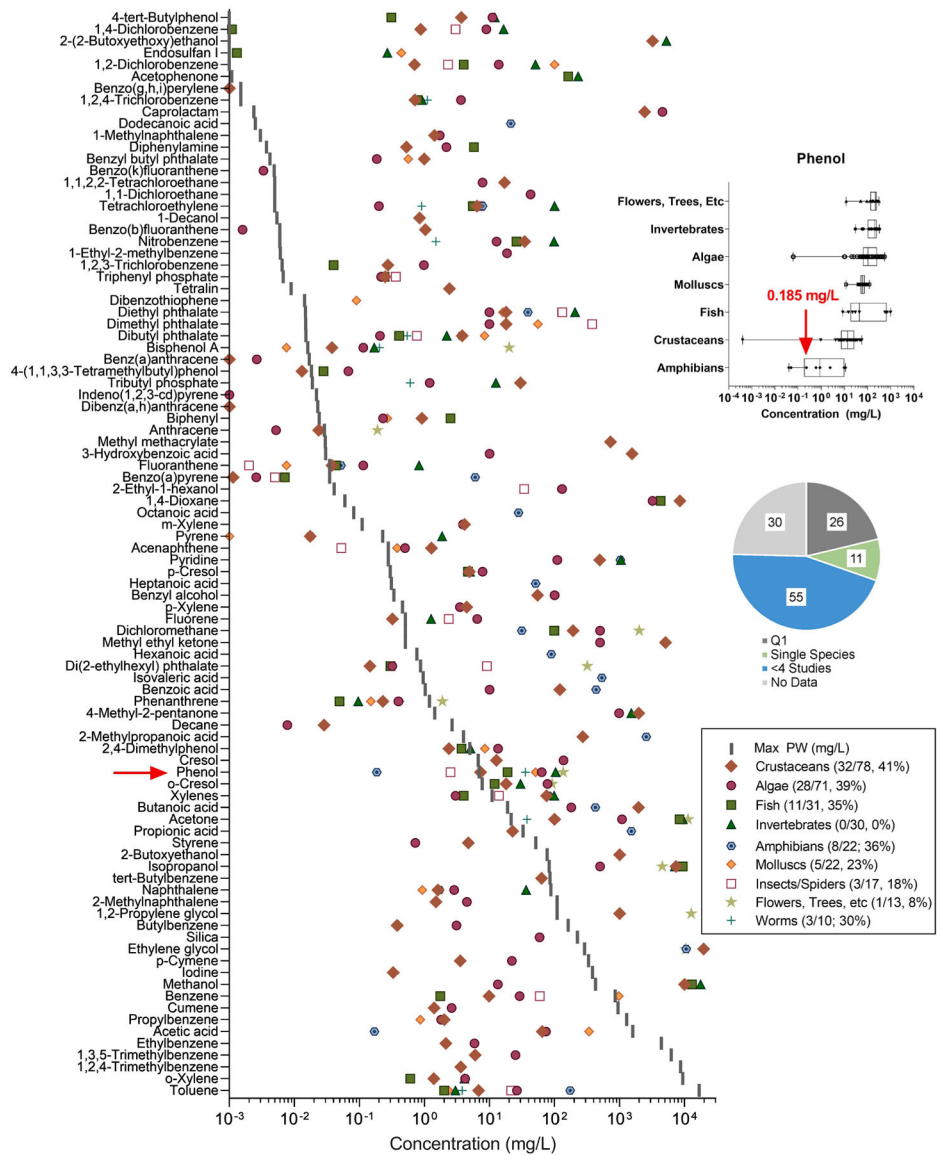 4-tert-Butylphenol
1,4-Dichlorobenzene
2-(2-Butoxyethoxy)ethanol
Endosulfan I
1,2-Dichlorobenzene
Acetophenone
Benzo(g,h,i)perylene
1,2,4-Trichlorobenzene
Caprolactam
Dodecanoic acid
1-Methylnaphthalene
Diphenylamine
Benzyl butyl phthalate
Benzo(k)fluoranthene
1,1,2,2-Tetrachloroethane
1,1-Dichloroethane
Tetrachloroethylene
1-Decanol
Benzo(b)fluoranthene
Nitrobenzene
1-Ethyl-2-methylbenzene
1,2,3-Trichlorobenzene
Triphenyl phosphate
Tetralin
Dibenzothiophene
Diethyl phthalate
Dimethyl phthalate
Dibutyl phthalate
Bisphenol A
Benz(a)anthracene
4-(1,1,3,3-Tetramethylbutyl)phenol
Tributyl phosphate
Indeno(1,2,3-cd)pyrene
Dibenz(a,h)anthracene
Biphenyl
Anthracene
Methyl methacrylate
3-Hydroxybenzoic acid
Fluoranthene
Benzo(a)pyrene
2-Ethyl-1-hexanol
1,4-Dioxane
Octanoic acid
m-Xylene
Pyrene
Acenaphthene
Pyridine
p-Cresol
Heptanoic acid
Benzyl alcohol
p-Xylene
Fluorene
Dichloromethane
Methyl ethyl ketone
Hexanoic acid
Di(2-ethylhexyl) phthalate
Isovaleric acid
Benzoic acid
Phenanthrene
4-Methyl-2-pentanone
Decane
2-Methylpropanoic acid
2,4-Dimethylphenol
Cresol
Phenol
o-Cresol
Xylenes
Butanoic acid
Acetone
Propionic acid
Styrene
2-Butoxyethanol
Isopropanol
tert-Butylbenzene
Naphthalene
2-Methylnaphthalene
1,2-Propylene glycol
Butylbenzene
Silica
Ethylene glycol
p-Cymene
Iodine
Methanol
Benzene
Cumene
Propylbenzene
Acetic acid
Ethylbenzene
1,3,5-Trimethylbenzene
1,2,4-Trimethylbenzene
o-Xylene
Toluene
10-3 10-2 10-1 100 101 102 103 104
Concentration (mg/L)
Phenol
Flowers, Trees, Etc
Invertebrates
Algae
Molluscs
0.185 mg/L
Fish
Crustaceans
Amphibians
10-4 10-3 10-2 10-1 100 101 102 103 104
Concentration (mg/L)
30
26
11
55
Q1
Single Species
<4 Studies
No Data
Max PW (mg/L)
Crustaceans (32/78, 41%)
Algae (28/71, 39%)
Fish (11/31, 35%)
Invertebrates (0/30, 0%)
Amphibians (8/22; 36%)
Molluscs (5/22, 23%)
Insects/Spiders (3/17, 18%)
Flowers, Trees, etc (1/13, 8%)
Worms (3/10; 30%)